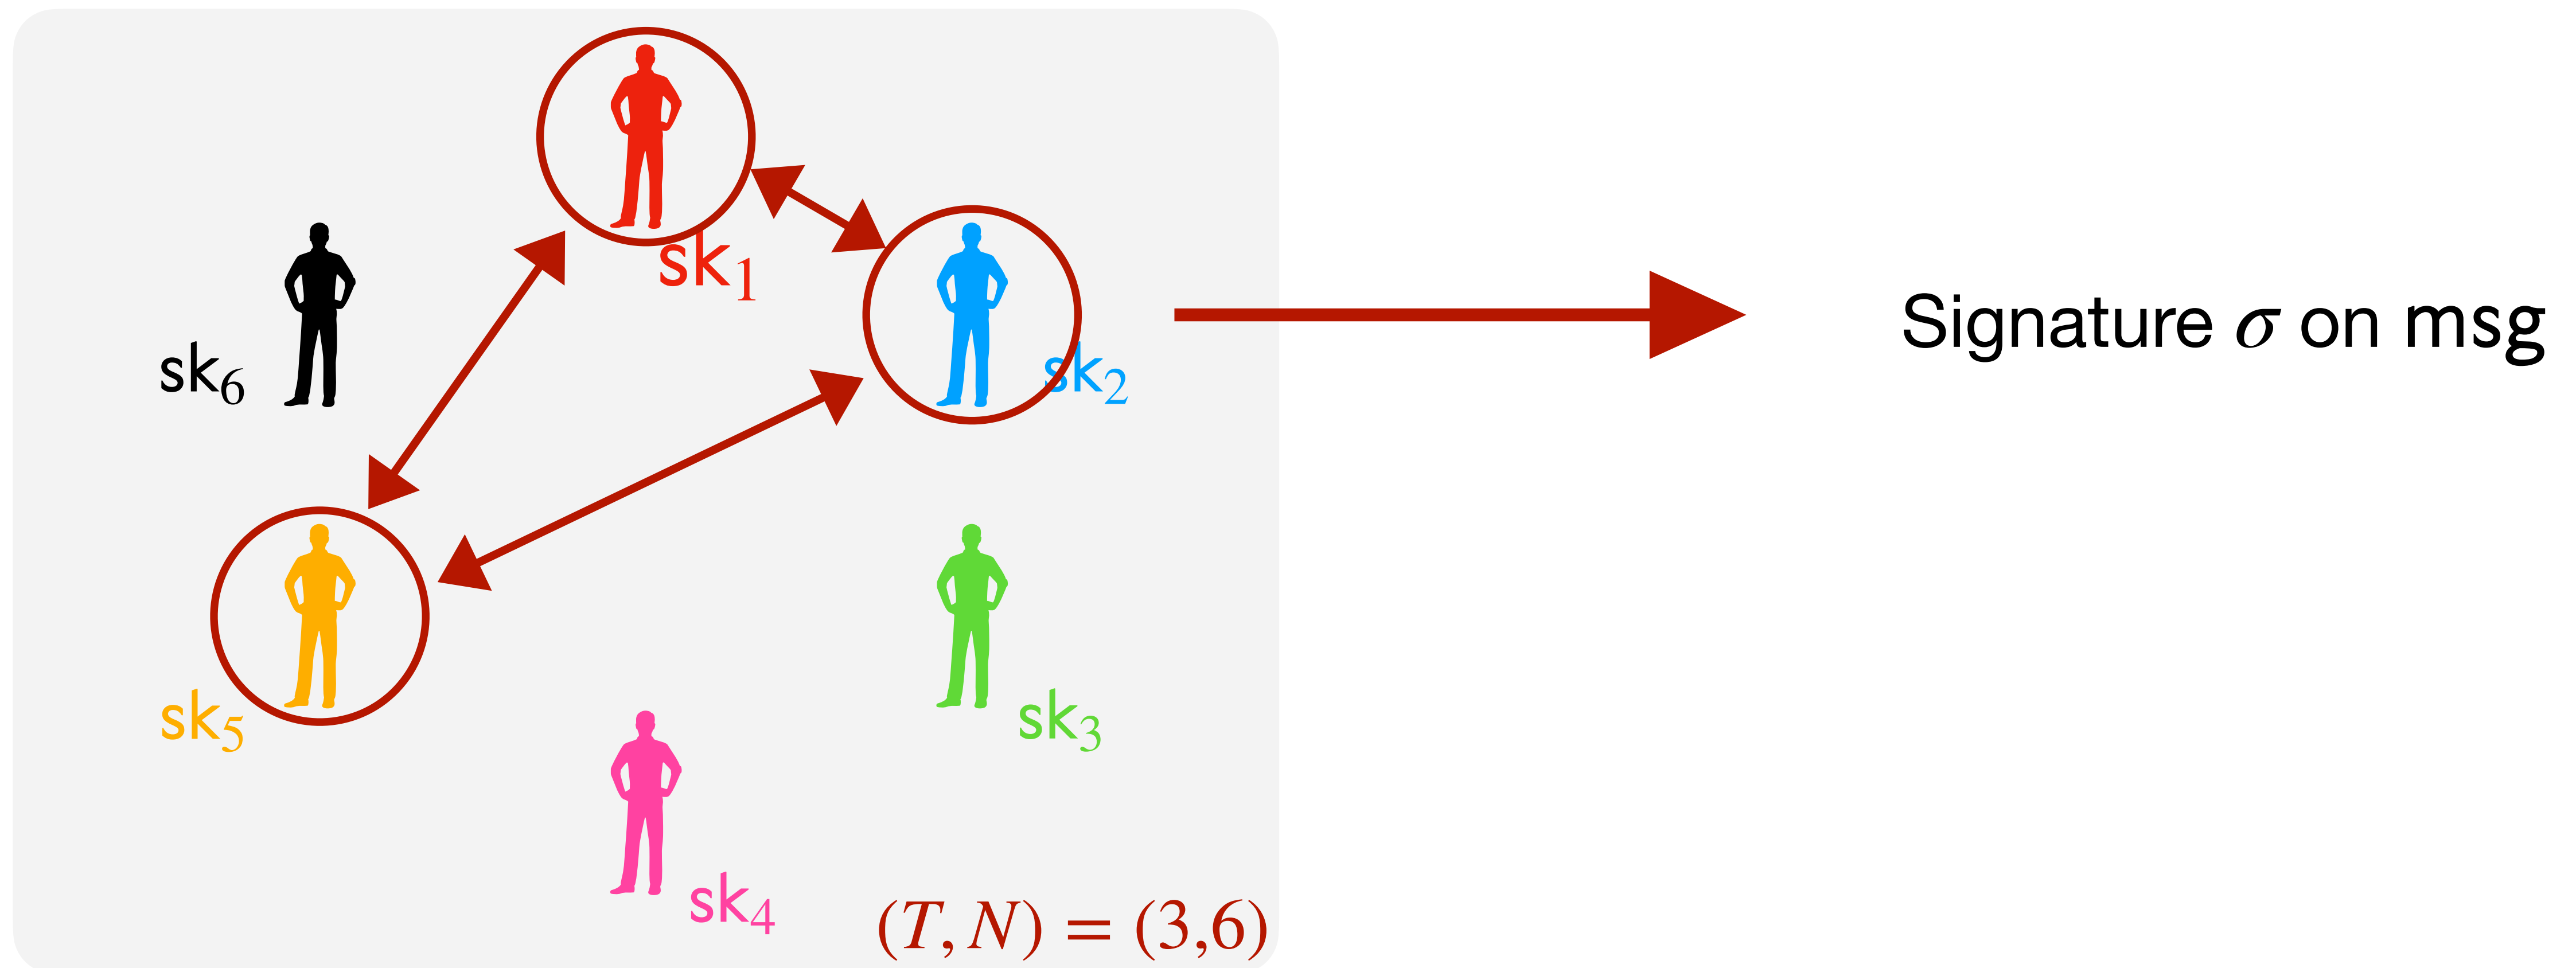 sk₁
sk₆
sk₂
Signature σ on msg
sk₅
sk₃
sk₄
(T, N) = (3,6)